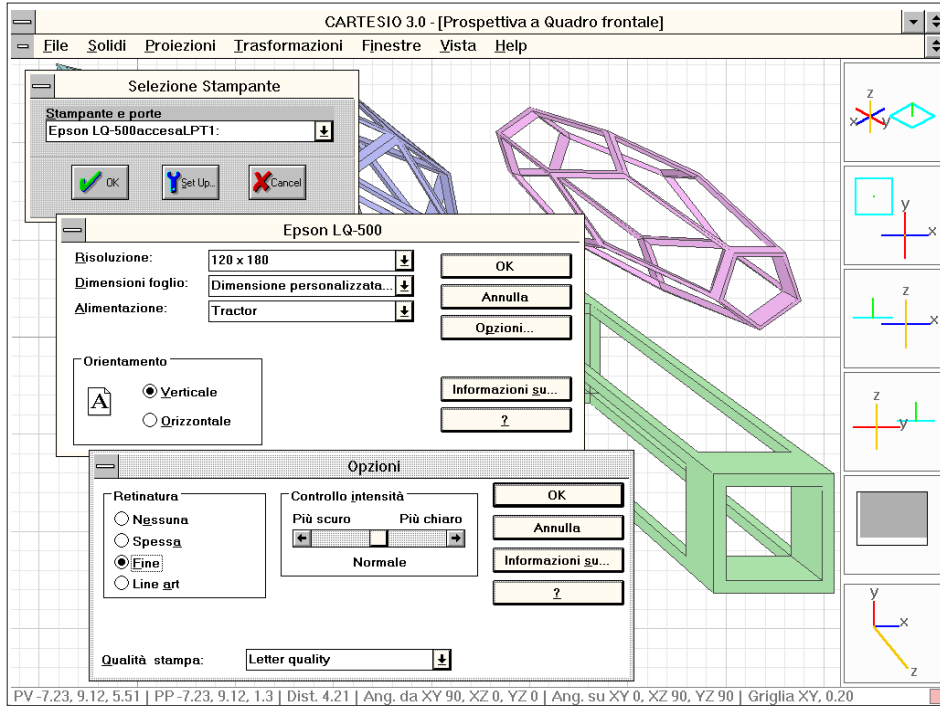 CARTESIO 3.0 - [Prospettiva a Quadro frontale]
File Solidi Proiezioni Trasformazioni Finestre Vista Help
Selezione Stampante
Stampante e porte
Epson LQ-500accesaLPT1:
OK Set Up... Cancel
Epson LQ-500
Risoluzione: 120 x 180 OK
Dimensioni foglio: Dimensione personalizzata... Annulla
Alimentazione: Tractor Opzioni...
Orientamento
A Verticale Informazioni su...
Orizzontale ?
Opzioni
Retinatura Controllo intensità OK
Nessuna Più scuro Più chiaro Annulla
Spessa
Fine Normale Informazioni su...
Line art ?
Qualità stampa: Letter quality
z
x y
y
x
z
x
z
y
y
x
z
PV -7.23, 9.12, 5.51 | PP -7.23, 9.12, 1.3 | Dist. 4.21 | Ang. da XY 90, XZ 0, YZ 0 | Ang. su XY 0, XZ 90, YZ 90 | Griglia XY, 0.20